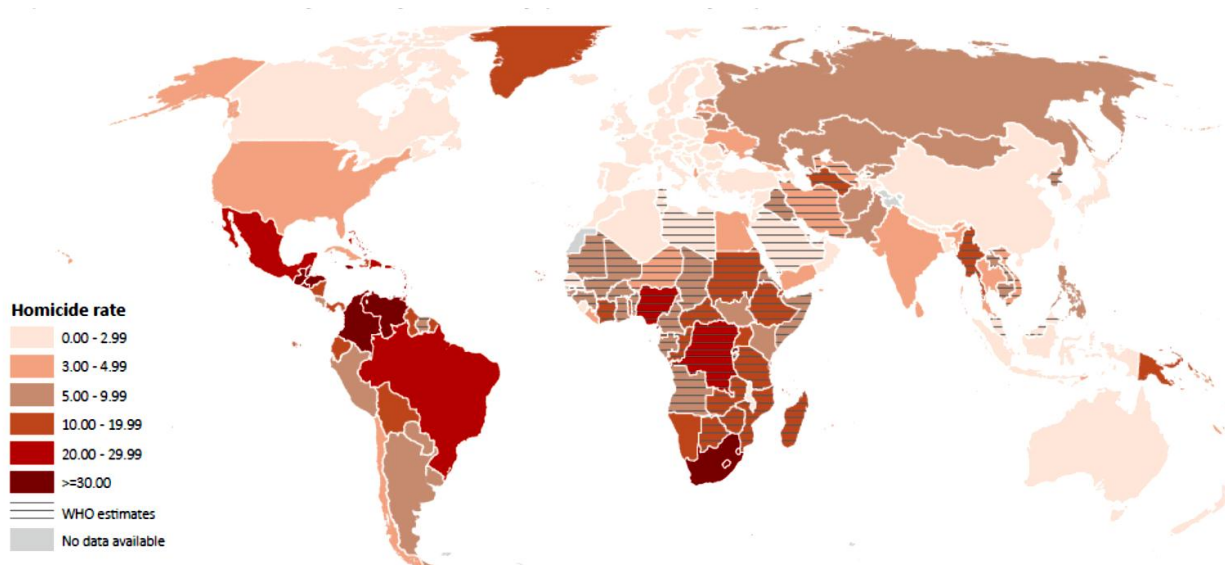 Homicide rate
0.00 - 2.99
3.00 - 4.99
5.00 - 9.99
10.00 - 19.99
20.00 - 29.99
>=30.00
WHO estimates
No data available